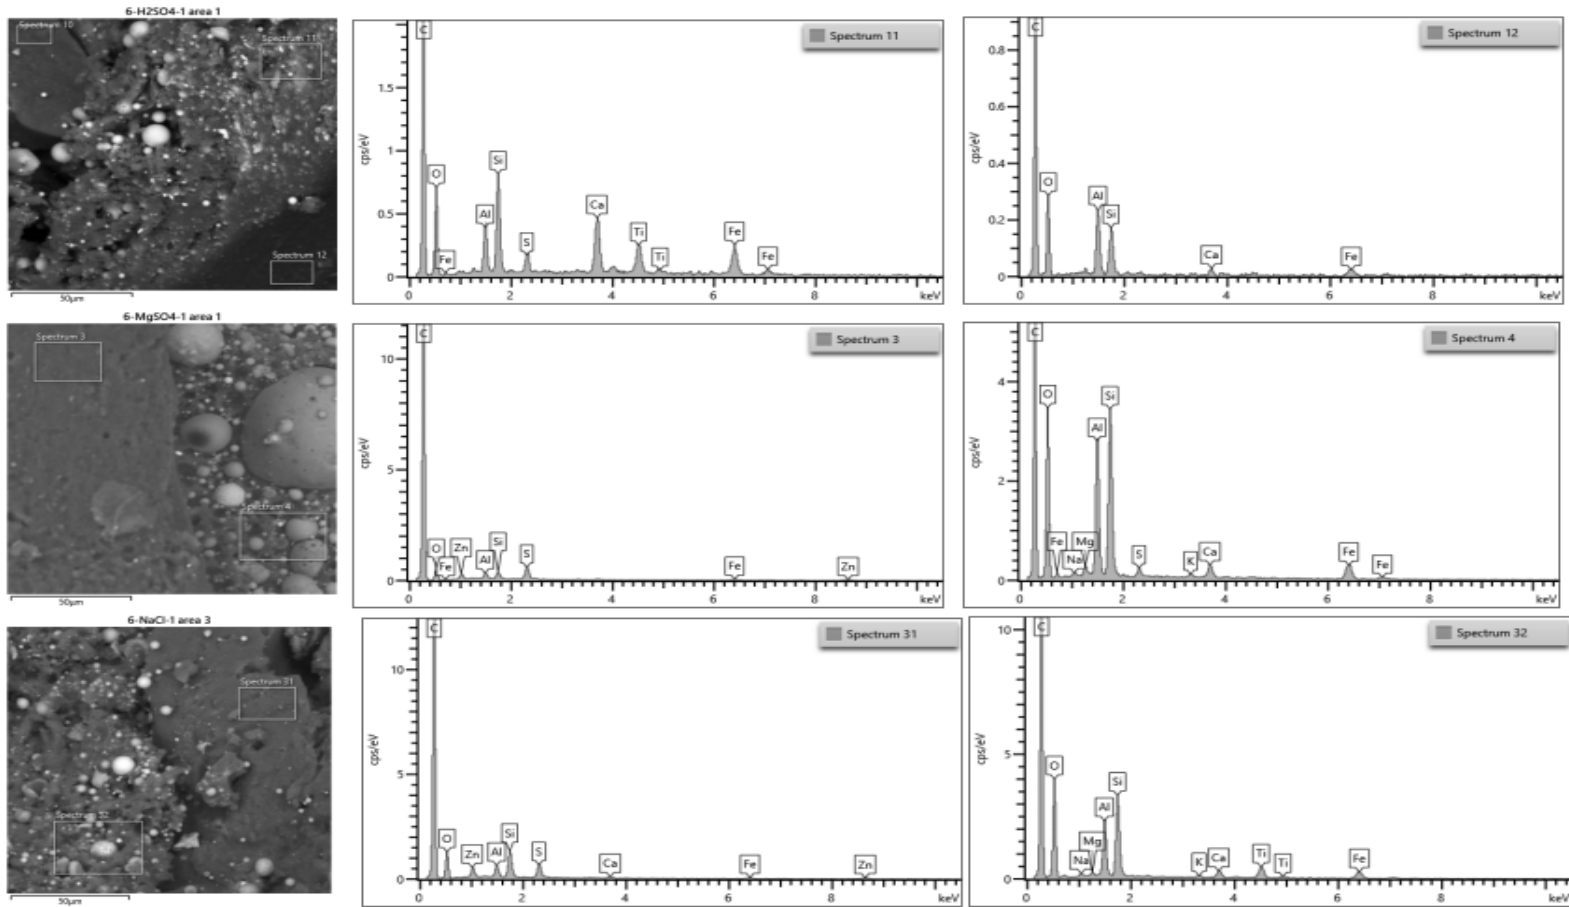 6-H2SO4-1 area 1
Spectrum 10
Spectrum 11
Spectrum 12
50μm
Spectrum 11
cps/eV
C
O
Fe
Al
Si
S
Ca
Ti
Ti
Fe
Fe
1.5
1
0.5
0
0
2
4
6
8
keV
Spectrum 12
cps/eV
C
O
Al
Si
Ca
Fe
0.8
0.6
0.4
0.2
0
0
2
4
6
8
keV
6-MgSO4-1 area 1
Spectrum 3
Spectrum 4
50μm
Spectrum 3
cps/eV
C
O
Fe
Zn
Al
Si
S
Fe
Zn
10
5
0
0
2
4
6
8
keV
Spectrum 4
cps/eV
C
O
Fe
Na
Mg
Al
Si
S
K
Ca
Fe
Fe
4
2
0
0
2
4
6
8
keV
6-NaCl-1 area 3
Spectrum 31
Spectrum 32
50μm
Spectrum 31
cps/eV
C
O
Zn
Al
Si
S
Ca
Fe
Zn
10
5
0
0
2
4
6
8
keV
Spectrum 32
cps/eV
C
O
Na
Mg
Al
Si
K
Ca
Ti
Ti
Fe
10
5
0
0
2
4
6
8
keV